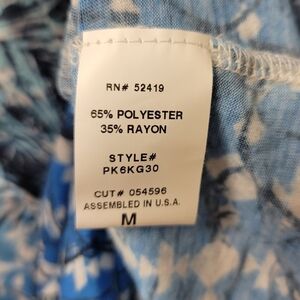 RN# 52419
65% POLYESTER
35% RAYON
STYLE#
PK6KG30
CUT# 054596
ASSEMBLED IN U.S.A.
M